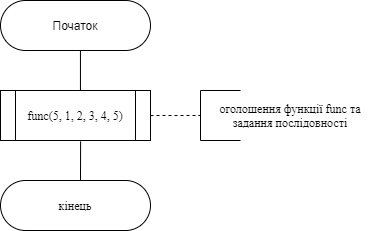 Початок
func(5, 1, 2, 3, 4, 5)
оголошення функції func та
задання послідовності
кінець